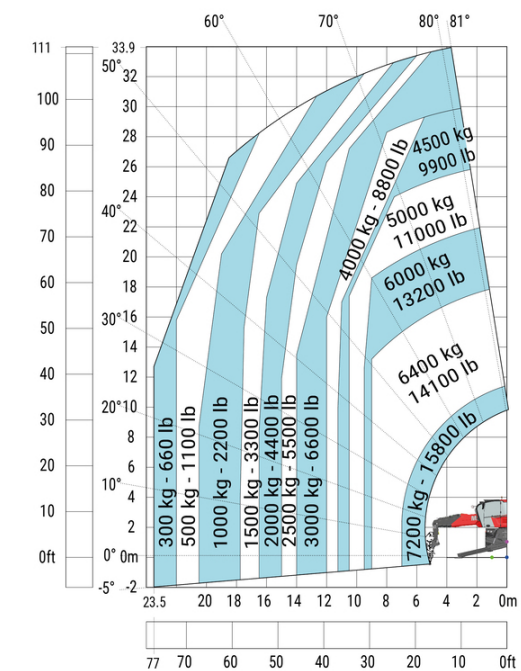 60° 70° 80° 81°
111 33.9
50°
32
100 30
90 28
4500 kg
9900 lb
26
80 24
4000 kg - 8800 lb
5000 kg
11000 lb
40°
70 22
20
6000 kg
13200 lb
60 18
30° 16
50
14
6400 kg
14100 lb
40 12
20° 10
30
8
7200 kg - 15800 lb
20 6
10° 4
10 2
0ft 0° 0m
-5° -2
300 kg - 660 lb
500 kg - 1100 lb
1000 kg - 2200 lb
1500 kg - 3300 lb
2000 kg - 4400 lb
2500 kg - 5500 lb
3000 kg - 6600 lb
23.5 20 18 16 14 12 10 8 6 4 2 0m
77 70 60 50 40 30 20 10 0ft